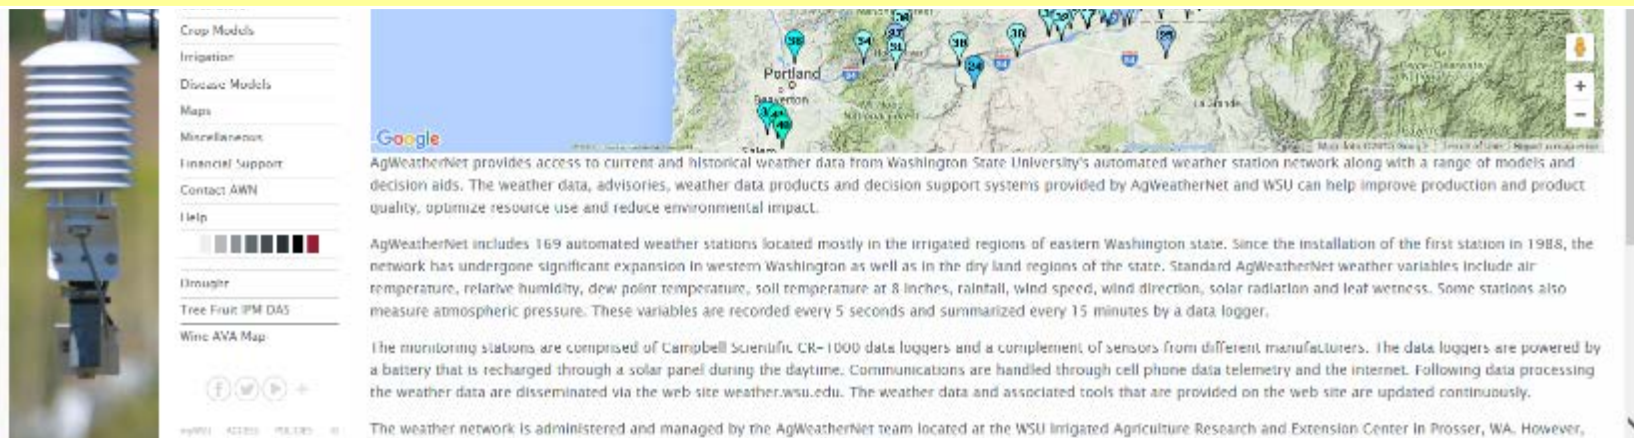 Crop Models
Irrigation
Disease Models
Maps
Miscellaneous
Financial Support
Contact AWN
Help
Drought
Tree Fruit IPM DAS
Wine AVA Map
myWSU ACCESS POLICIES ©
Portland
Beaverton
Salem
La Grande
Google
AgWeatherNet provides access to current and historical weather data from Washington State University's automated weather station network along with a range of models and
decision aids. The weather data, advisories, weather data products and decision support systems provided by AgWeatherNet and WSU can help improve production and product
quality, optimize resource use and reduce environmental impact.
AgWeatherNet includes 169 automated weather stations located mostly in the irrigated regions of eastern Washington state. Since the installation of the first station in 1988, the
network has undergone significant expansion in western Washington as well as in the dry land regions of the state. Standard AgWeatherNet weather variables include air
temperature, relative humidity, dew point temperature, soil temperature at 8 inches, rainfall, wind speed, wind direction, solar radiation and leaf wetness. Some stations also
measure atmospheric pressure. These variables are recorded every 5 seconds and summarized every 15 minutes by a data logger.
The monitoring stations are comprised of Campbell Scientific CR-1000 data loggers and a complement of sensors from different manufacturers. The data loggers are powered by
a battery that is recharged through a solar panel during the daytime. Communications are handled through cell phone data telemetry and the internet. Following data processing
the weather data are disseminated via the web site weather.wsu.edu. The weather data and associated tools that are provided on the web site are updated continuously.
The weather network is administered and managed by the AgWeatherNet team located at the WSU Irrigated Agriculture Research and Extension Center in Prosser, WA. However,